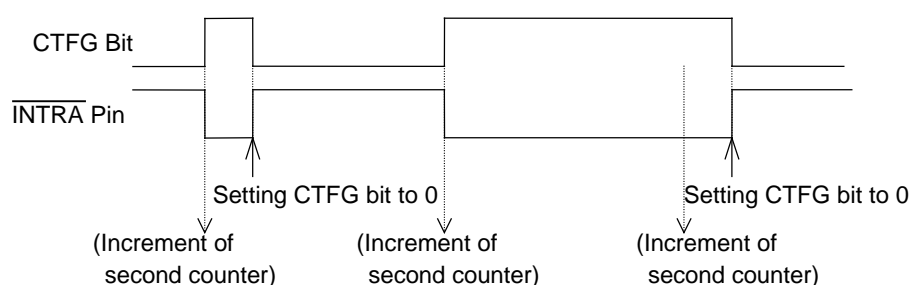 CTFG Bit
INTRA Pin
Setting CTFG bit to 0
Setting CTFG bit to 0
(Increment of
second counter)
(Increment of
second counter)
(Increment of
second counter)